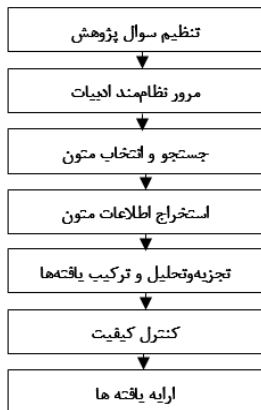 تنظیم سوال پژوهش
مرور نظام‌مند ادبیات
جستجو و انتخاب متون
استخراج اطلاعات متون
تجزیه‌وتحلیل و ترکیب یافته‌ها
کنترل کیفیت
ارایه یافته ها